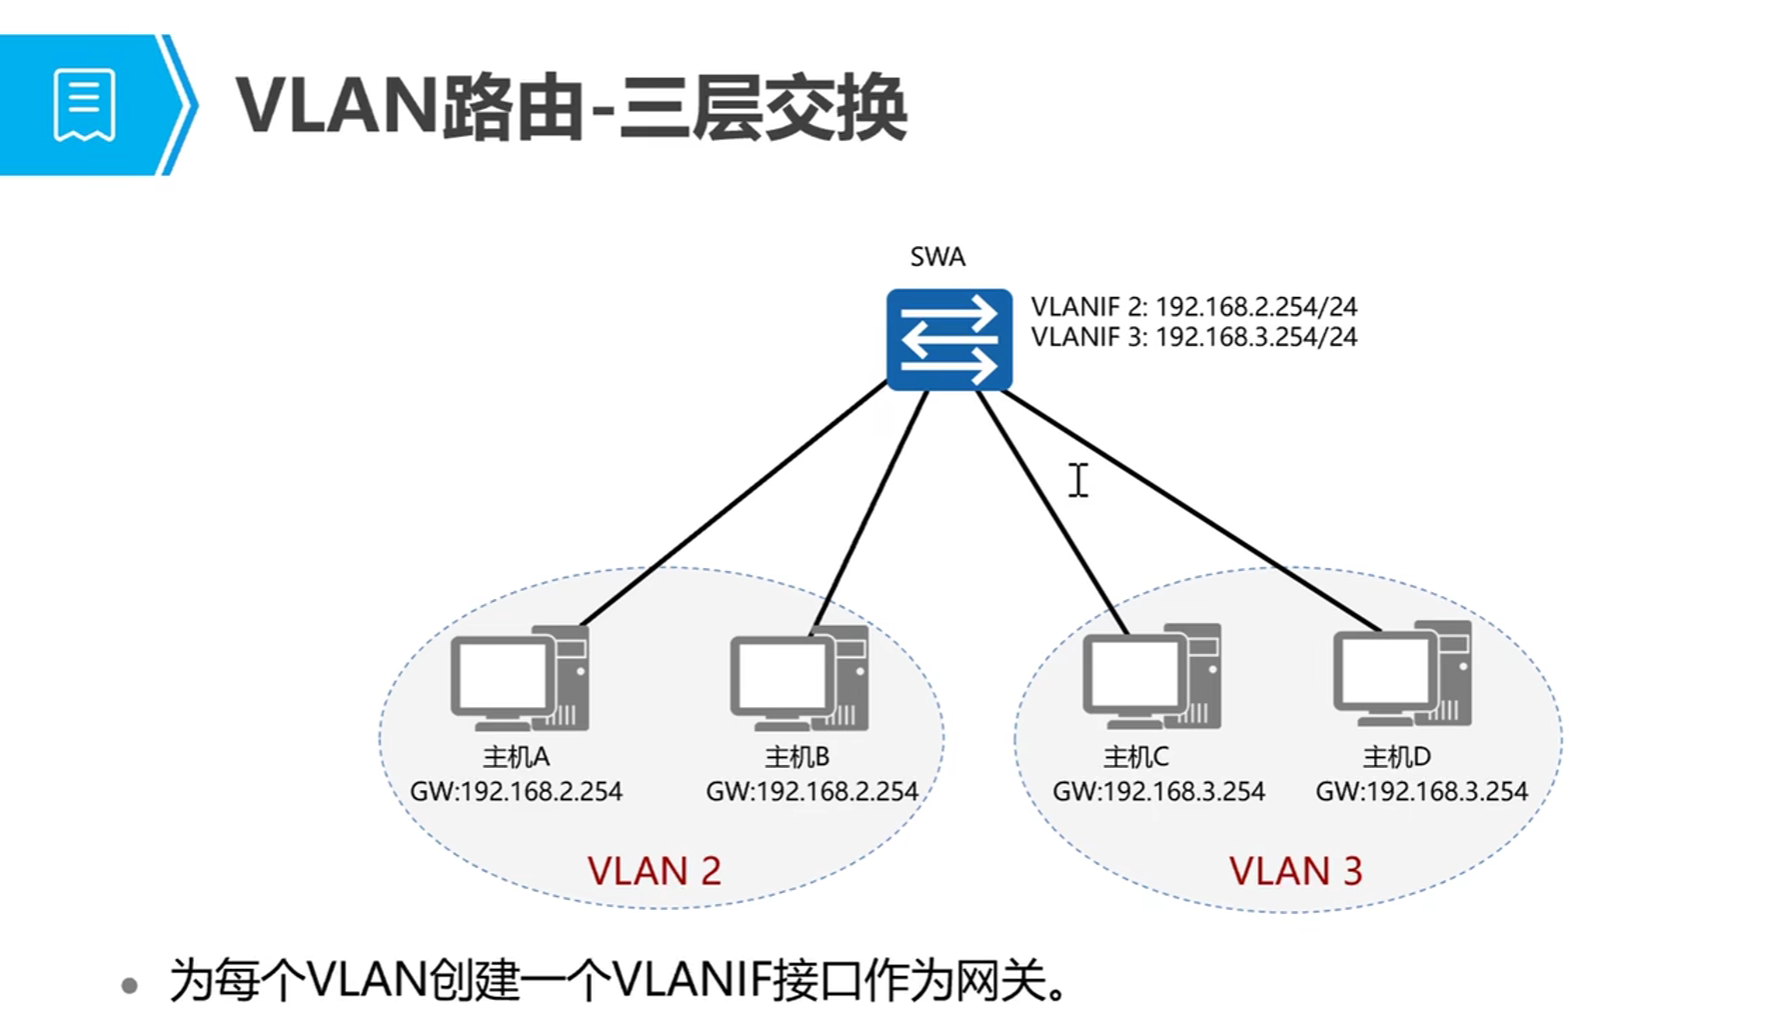 VLAN路由-三层交换
SWA
VLANIF 2: 192.168.2.254/24
VLANIF 3: 192.168.3.254/24
主机A
GW:192.168.2.254
主机B
GW:192.168.2.254
主机C
GW:192.168.3.254
主机D
GW:192.168.3.254
VLAN 2
VLAN 3
为每个VLAN创建一个VLANIF接口作为网关。